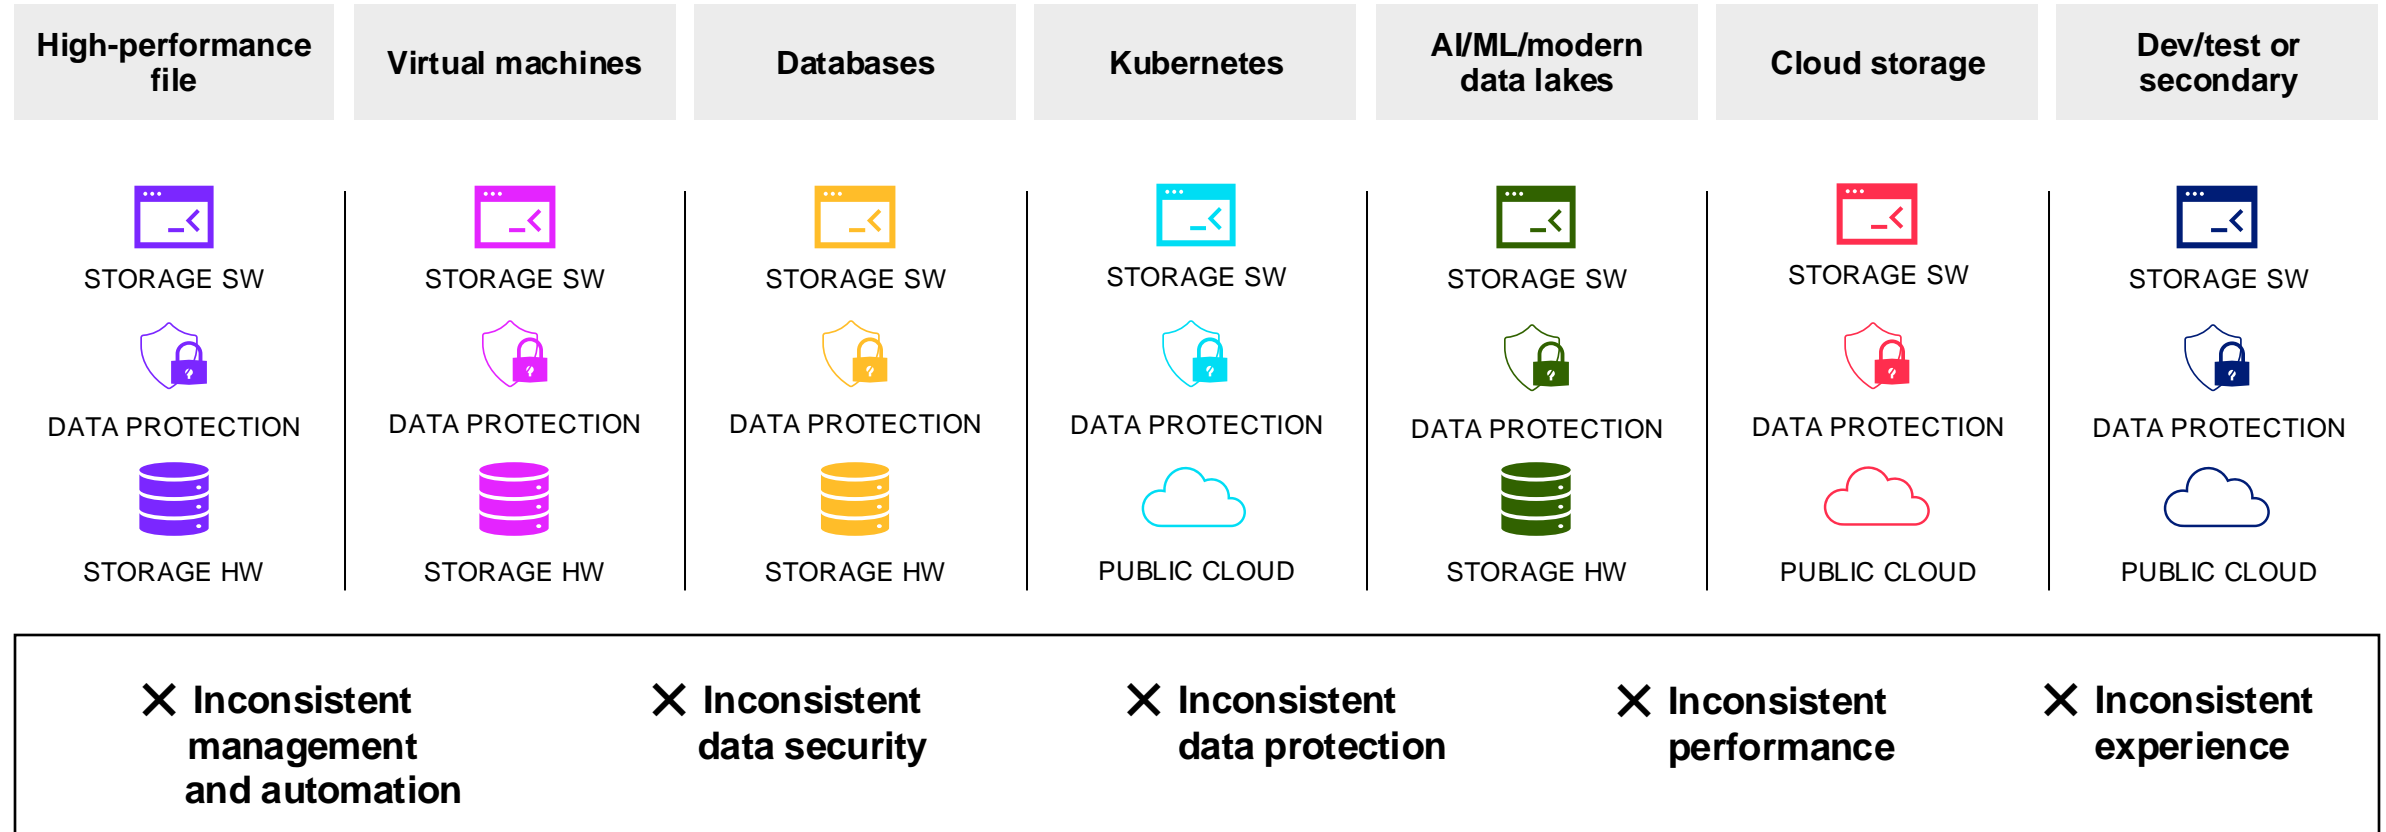 High-performance
file
Virtual machines
Databases
Kubernetes
AI/ML/modern
data lakes
Cloud storage
Dev/test or
secondary
STORAGE SW
STORAGE SW
STORAGE SW
STORAGE SW
STORAGE SW
STORAGE SW
STORAGE SW
DATA PROTECTION
DATA PROTECTION
DATA PROTECTION
DATA PROTECTION
DATA PROTECTION
DATA PROTECTION
DATA PROTECTION
STORAGE HW
STORAGE HW
STORAGE HW
PUBLIC CLOUD
STORAGE HW
PUBLIC CLOUD
PUBLIC CLOUD
Inconsistent
management
and automation
Inconsistent
data security
Inconsistent
data protection
Inconsistent
performance
Inconsistent
experience